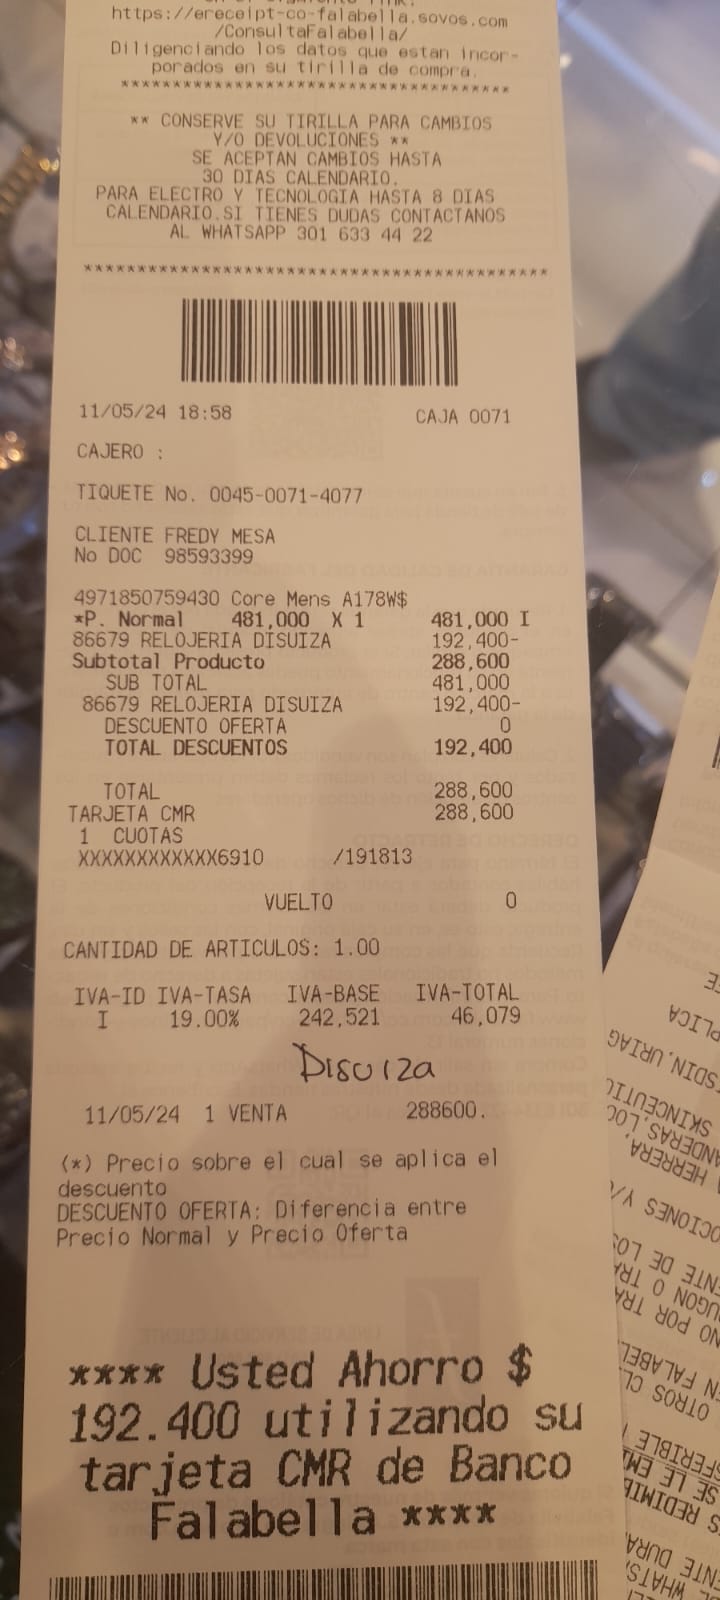 https://ereceipt-co-falabella.sovos.com
/ConsultaFalabella/
Diligenciando los datos que estan incor-
porados en su tirilla de compra.
***************************************
** CONSERVE SU TIRILLA PARA CAMBIOS
Y/O DEVOLUCIONES **
SE ACEPTAN CAMBIOS HASTA
30 DIAS CALENDARIO.
PARA ELECTRO Y TECNOLOGIA HASTA 8 DIAS
CALENDARIO.SI TIENES DUDAS CONTACTANOS
AL WHATSAPP 301 633 44 22
******************************************
11/05/24 18:58 CAJA 0071
CAJERO :
TIQUETE No. 0045-0071-4077
CLIENTE FREDY MESA
No DOC 98593399
4971850759430 Core Mens A178W$
*P. Normal 481,000 X 1 481,000 I
86679 RELOJERIA DISUIZA 192,400-
Subtotal Producto 288,600
SUB TOTAL 481,000
86679 RELOJERIA DISUIZA 192,400-
DESCUENTO OFERTA 0
TOTAL DESCUENTOS 192,400
TOTAL 288,600
TARJETA CMR 288,600
1 CUOTAS
XXXXXXXXXXXX6910 /191813
VUELTO 0
CANTIDAD DE ARTICULOS: 1.00
IVA-ID IVA-TASA IVA-BASE IVA-TOTAL
I 19.00% 242,521 46,079
Disuiza
11/05/24 1 VENTA 288600.
(*) Precio sobre el cual se aplica el
descuento
DESCUENTO OFERTA: Diferencia entre
Precio Normal y Precio Oferta
**** Usted Ahorro $
192.400 utilizando su
tarjeta CMR de Banco
Falabella ****